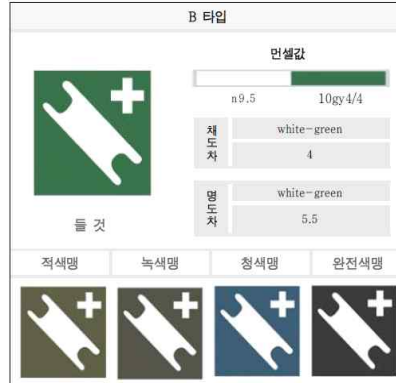 B 타입
먼셀값
n9.5 10gy4/4
채도차
white-green
4
명도차
white-green
5.5
들 것
적색맹 녹색맹 청색맹 완전색맹